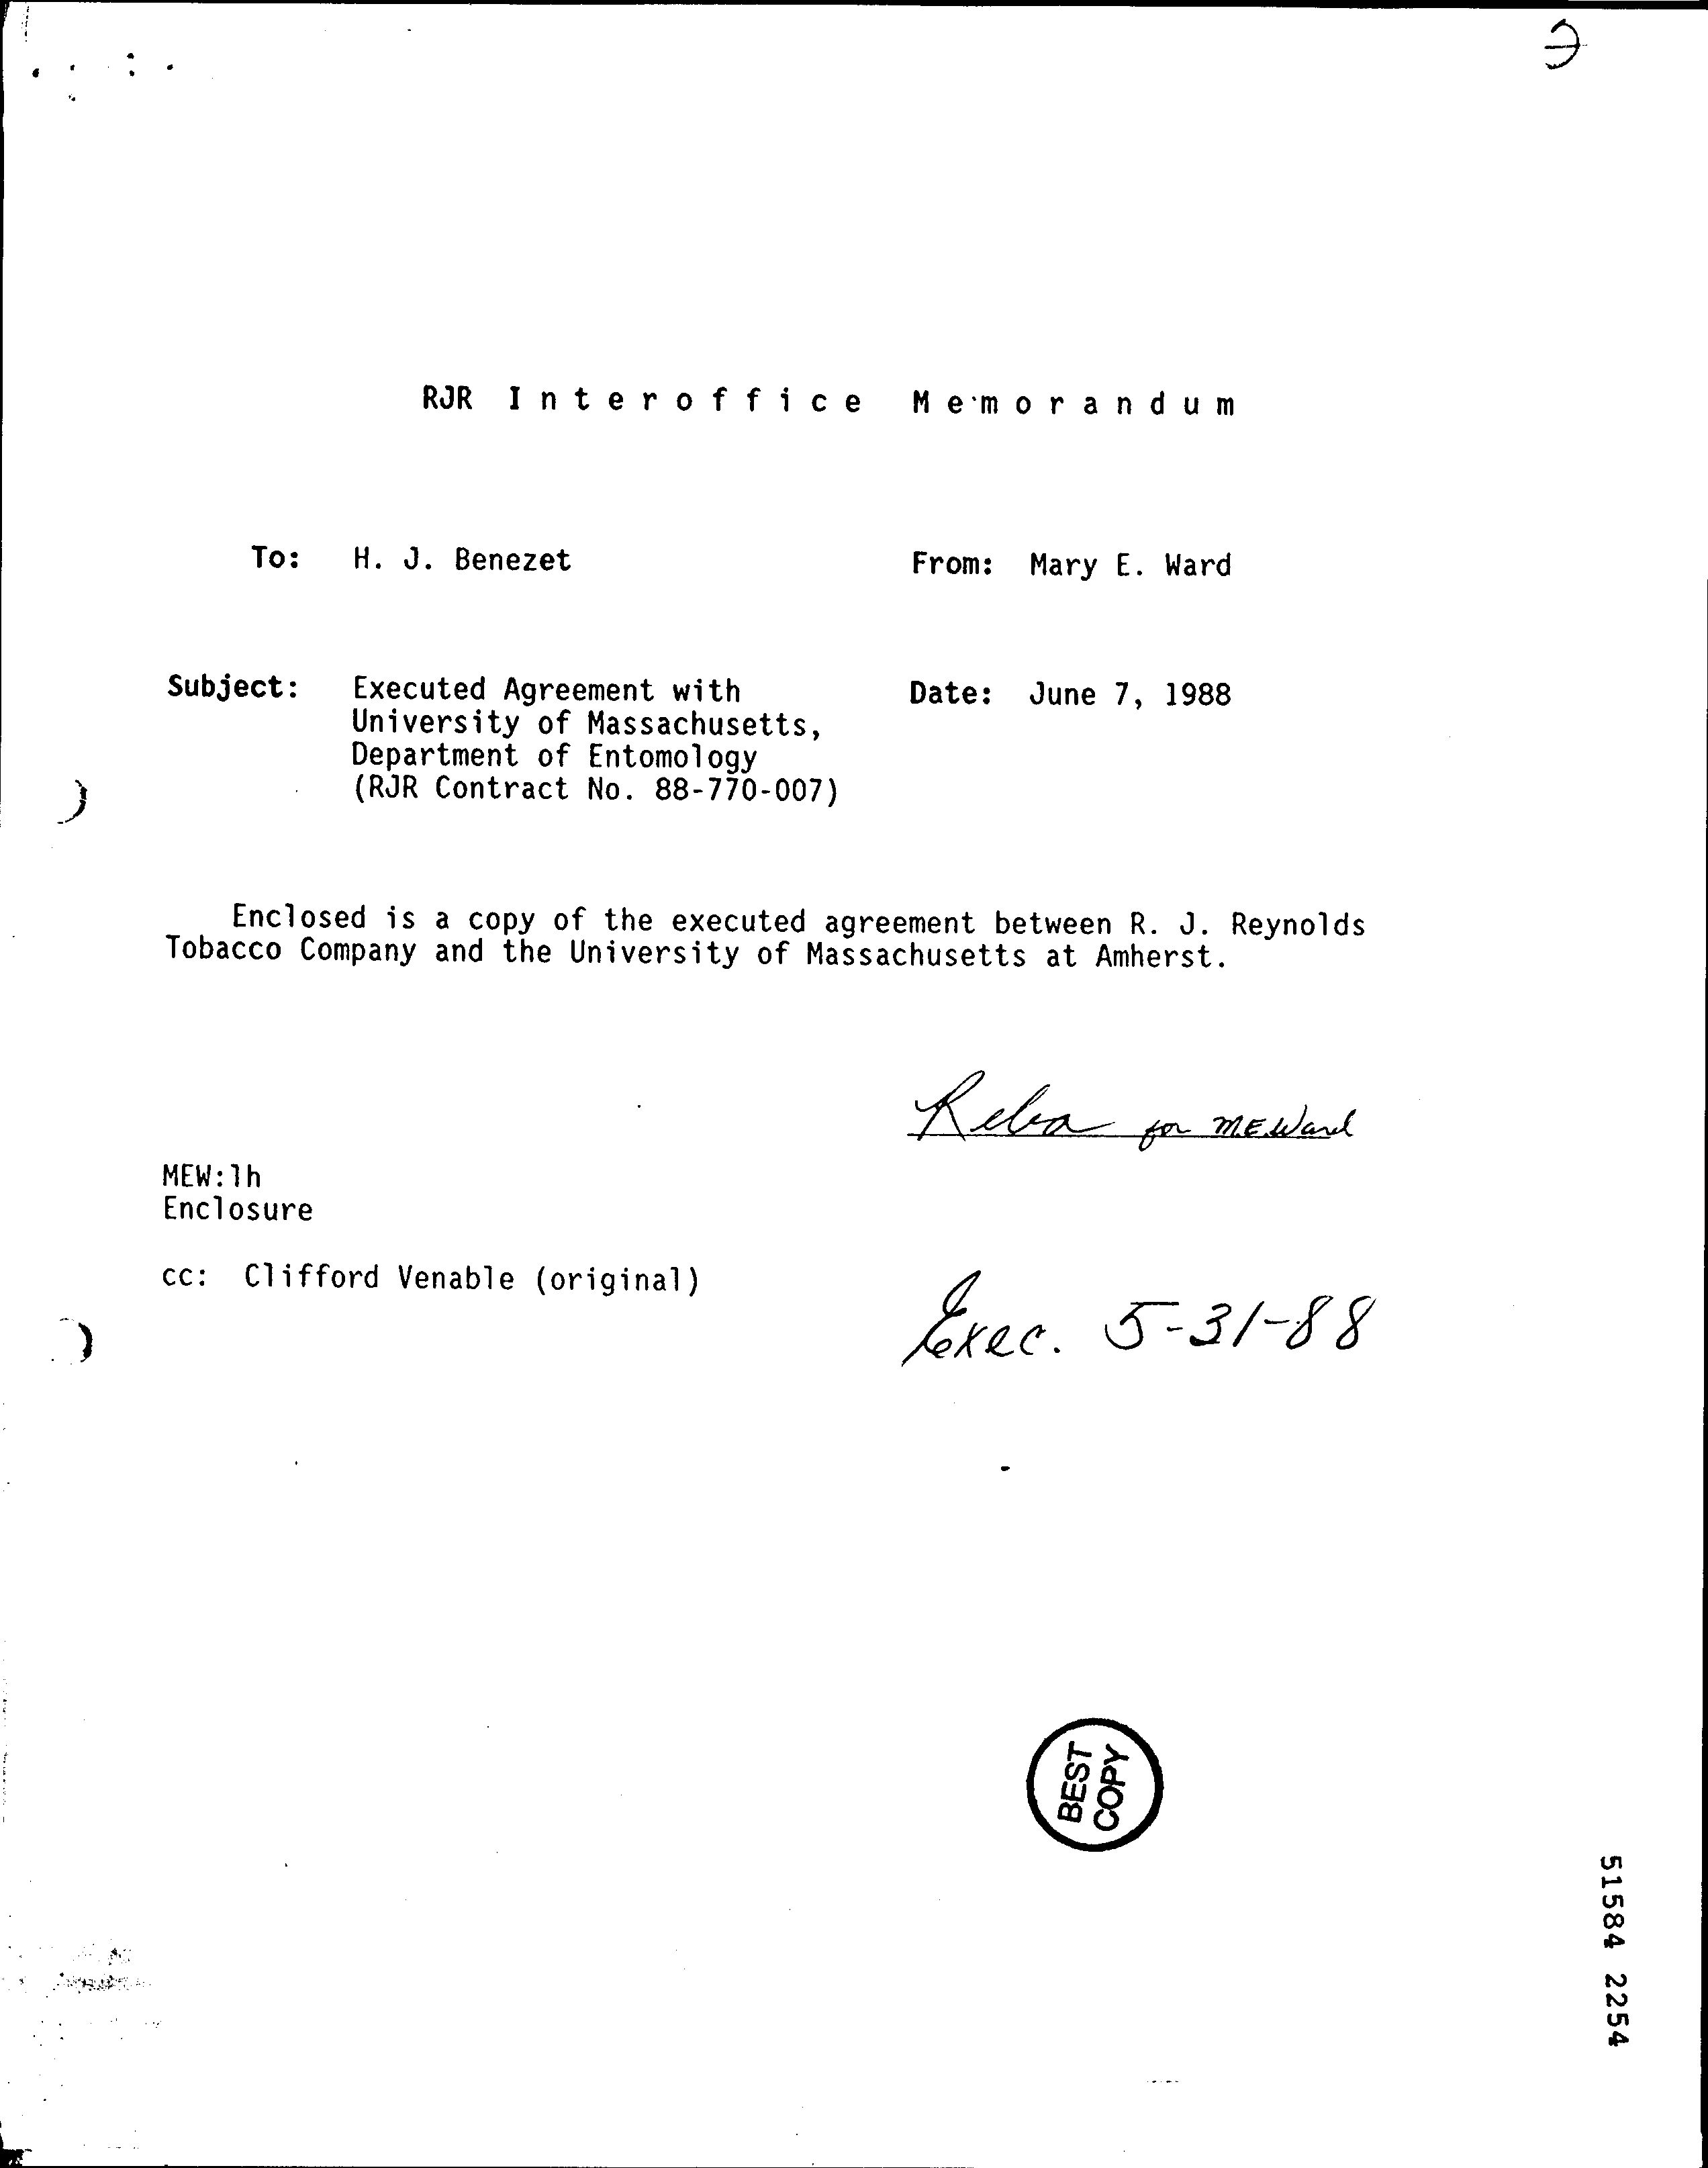 RJR Interoffice Memorandum
To: H. J. Benezet From: Mary E. Ward
Subject: Executed Agreement with Date: June 7, 1988
University of Massachusetts,
Department of Entomology
(RJR Contract No. 88-770-007)
Enclosed is a copy of the executed agreement between R. J. Reynolds
Tobacco Company and the University of Massachusetts at Amherst.
Reba for M.E. Ward
MEW:lh
Enclosure
cc: Clifford Venable (original)
Exec. 5-31-88
BEST
COPY
51584 2254